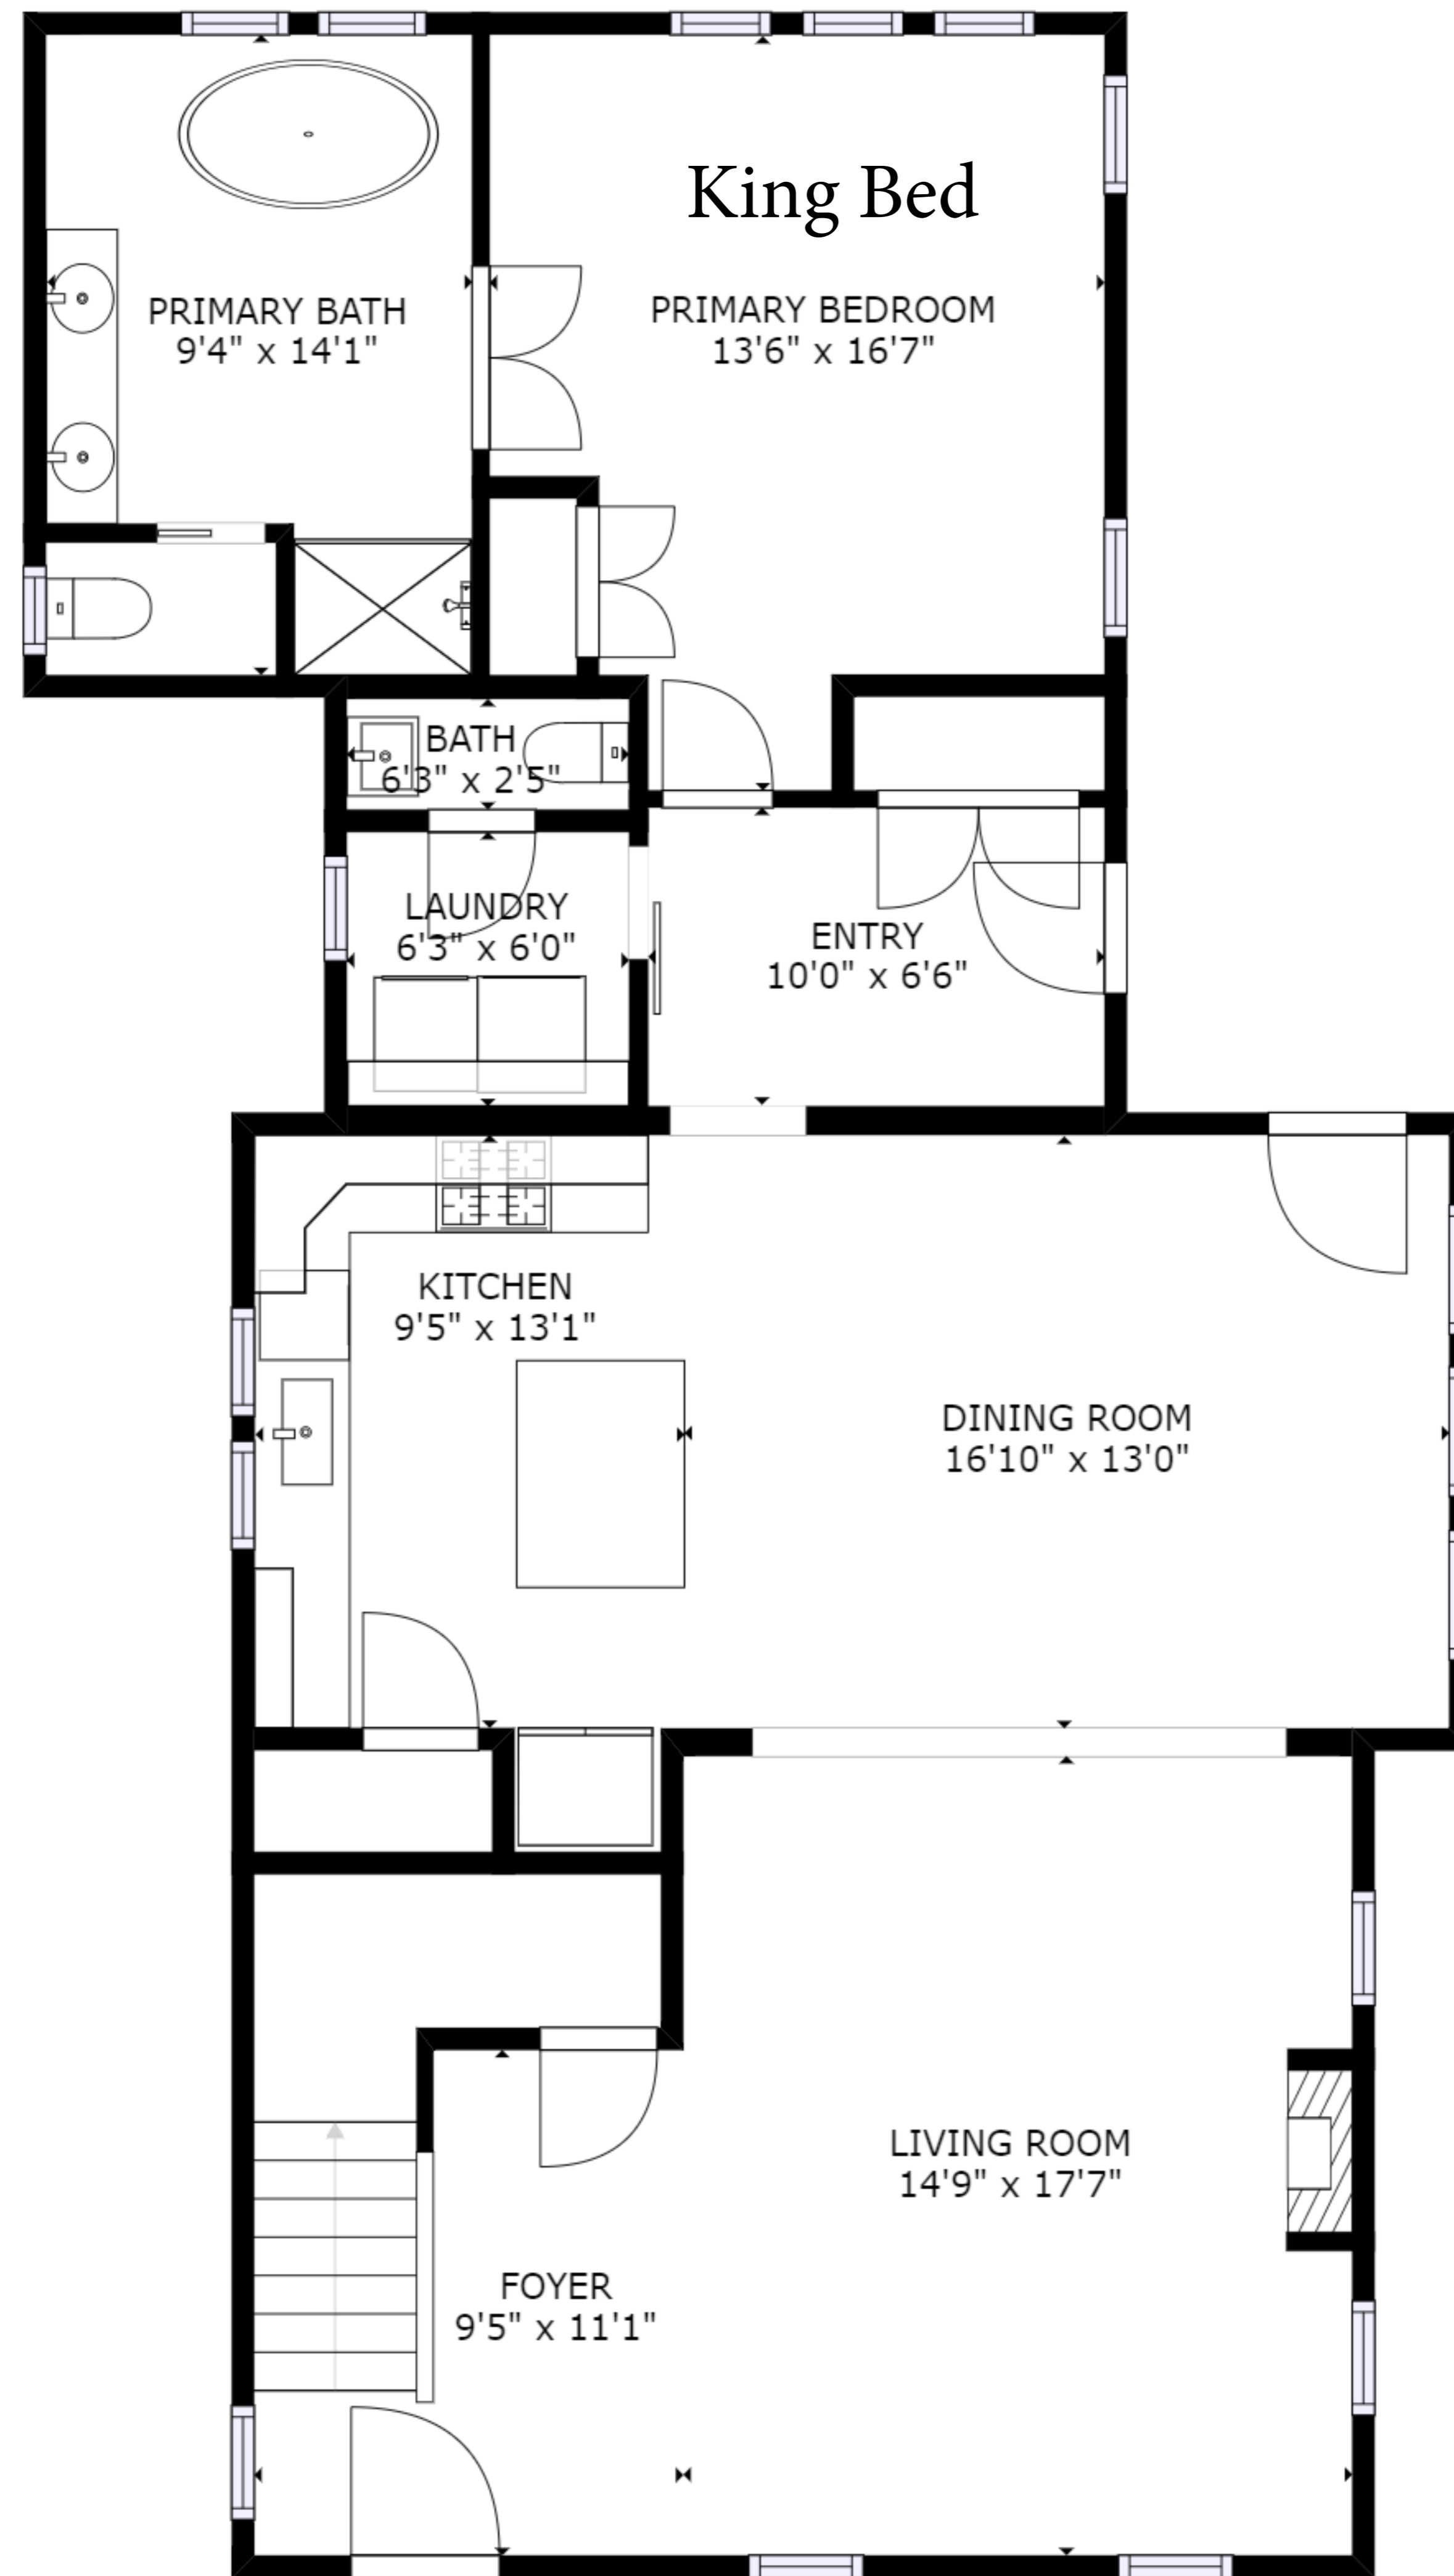 King Bed
PRIMARY BATH
9'4" x 14'1"
PRIMARY BEDROOM
13'6" x 16'7"
BATH
6'3" x 2'5"
LAUNDRY
6'3" x 6'0"
ENTRY
10'0" x 6'6"
KITCHEN
9'5" x 13'1"
DINING ROOM
16'10" x 13'0"
LIVING ROOM
14'9" x 17'7"
FOYER
9'5" x 11'1"